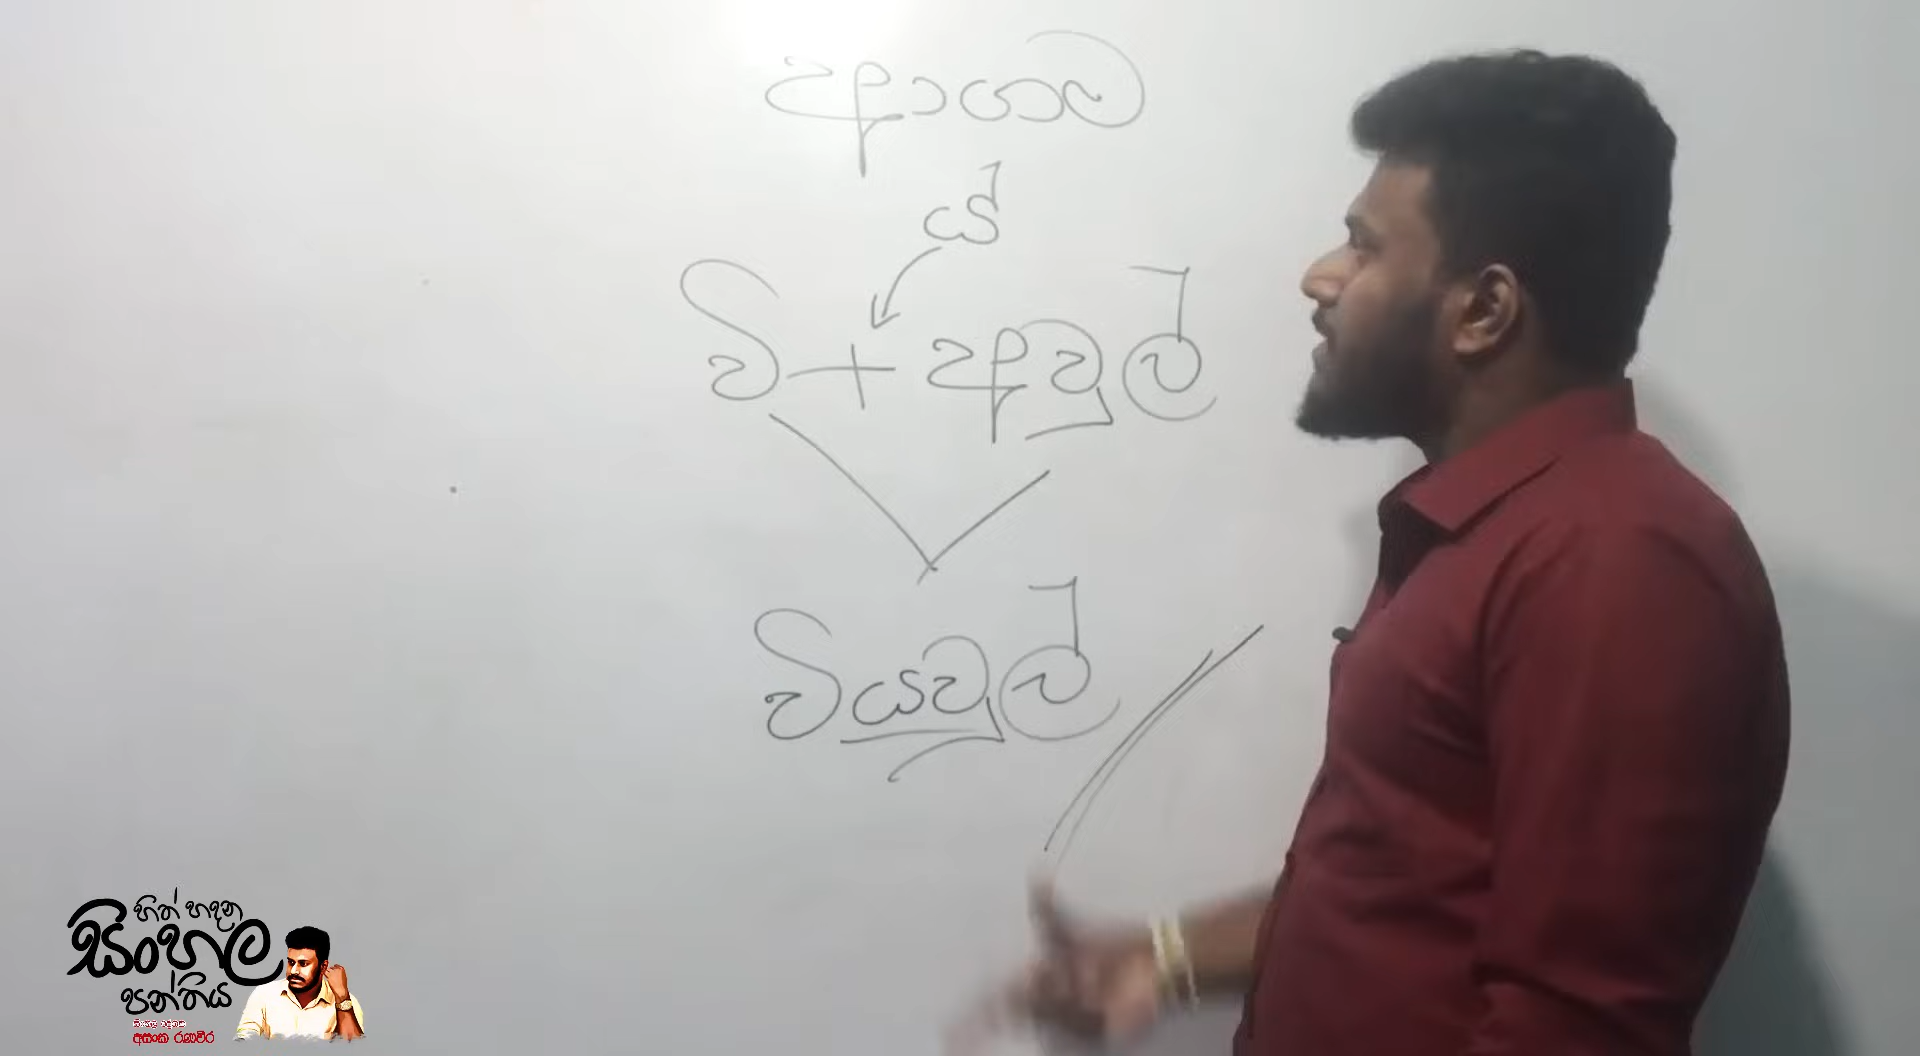 ආගම
ය්
වි + අවුල්
වියවුල්
හිත් හදන
සිංහල
පන්තිය
අසංක රණවීර